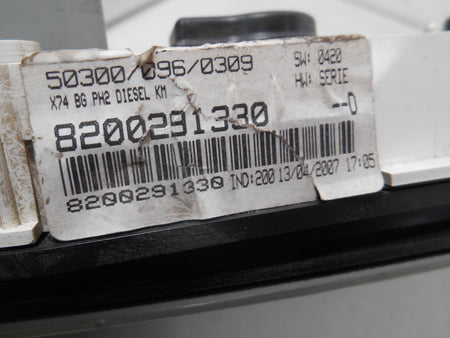 50300/096/0309 SW: 0420
X74 BG PH2 DIESEL KM HW: SERIE
8200291330 --D
8200291330 IND:200 13/04/2007 17:05